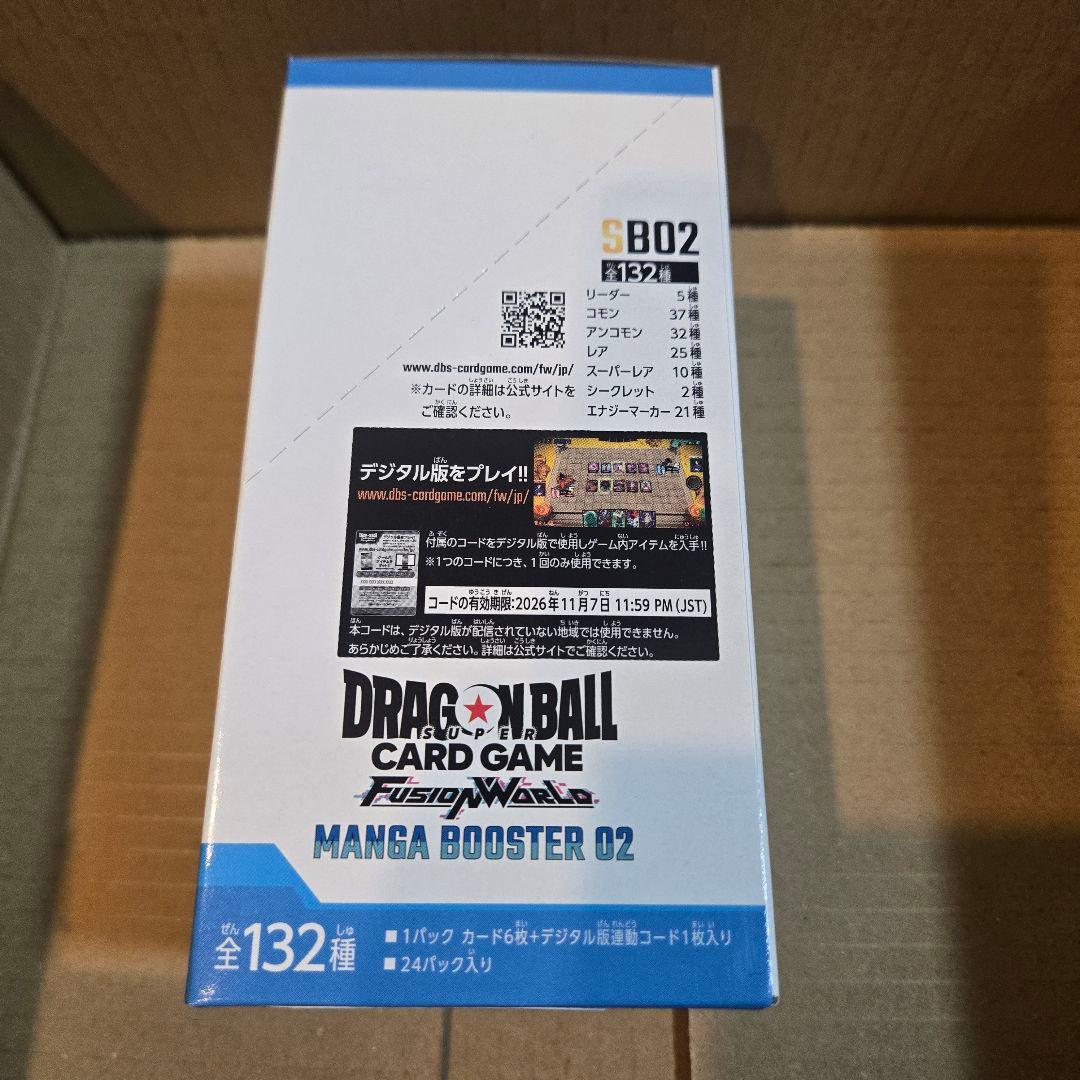 SB02
全132種
リーダー 5種
コモン 37種
アンコモン 32種
レア 25種
スーパーレア 10種
シークレット 2種
エナジーマーカー 21種
www.dbs-cardgame.com/fw/jp/
※カードの詳細は公式サイトを
ご確認ください。
デジタル版をプレイ!!
www.dbs-cardgame.com/fw/jp/
付属のコードをデジタル版で使用しゲーム内アイテムを入手!!
※1つのコードにつき、1回のみ使用できます。
コードの有効期限:2026年11月7日 11:59 PM(JST)
本コードは、デジタル版が配信されていない地域では使用できません。
あらかじめご了承ください。詳細は公式サイトでご確認ください。
DRAGON BALL
SUPER
CARD GAME
FUSION WORLD
MANGA BOOSTER 02
全132種
■1パック カード6枚+デジタル版連動コード1枚入り
■24パック入り